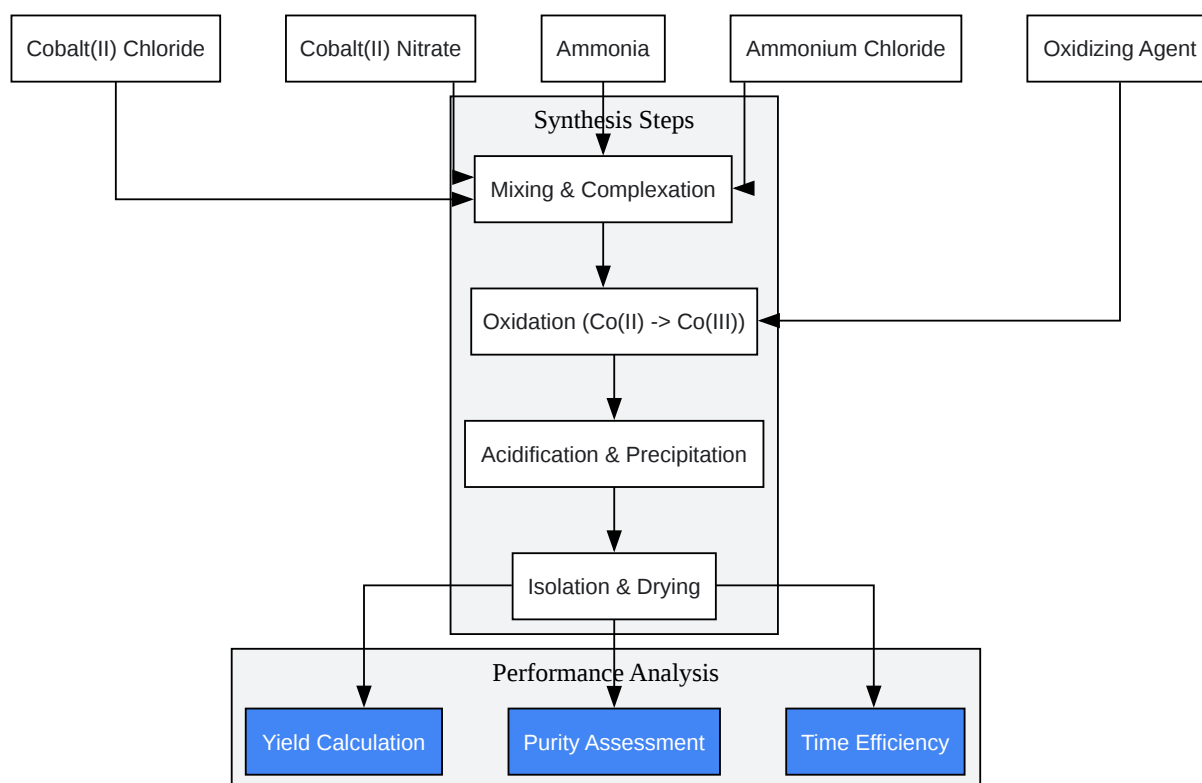 Cobalt(II) Chloride
Cobalt(II) Nitrate
Ammonia
Ammonium Chloride
Oxidizing Agent
Synthesis Steps
Mixing & Complexation
Oxidation (Co(II) -> Co(III))
Acidification & Precipitation
Isolation & Drying
Performance Analysis
Yield Calculation
Purity Assessment
Time Efficiency